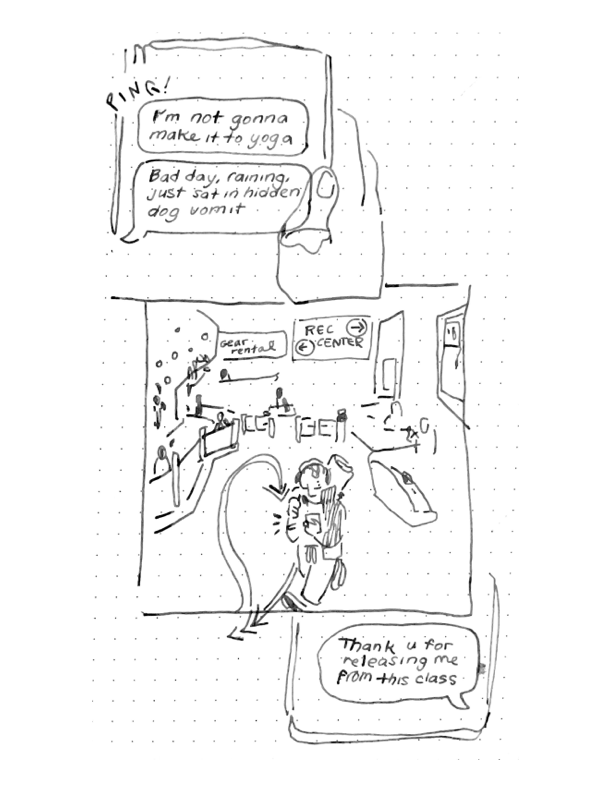 PING!
I'm not gonna
make it to yoga
Bad day, raining,
just sat in hidden
dog vomit
Gear
rental
REC
CENTER
Thank u for
releasing me
from this class